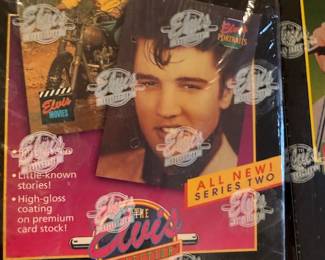 Elvis
PORTRAITS
Elvis
MOVIES
• Little-known
stories!
• High-gloss
coating
on premium
card stock!
ALL NEW!
SERIES TWO
THE
Elvis